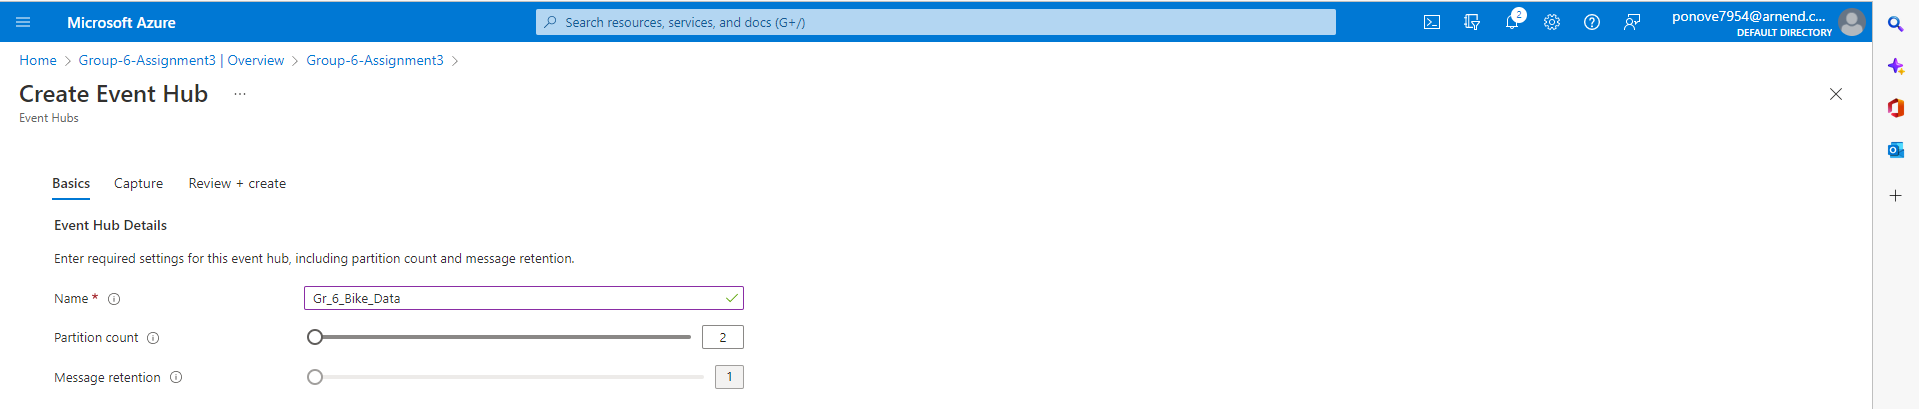 Microsoft Azure
Search resources, services, and docs (G+/)
2
ponove7954@arnend.c...
DEFAULT DIRECTORY
Home > Group-6-Assignment3 | Overview > Group-6-Assignment3 >
Create Event Hub ...
Event Hubs
Basics Capture Review + create
Event Hub Details
Enter required settings for this event hub, including partition count and message retention.
Name * Gr_6_Bike_Data
Partition count 2
Message retention 1